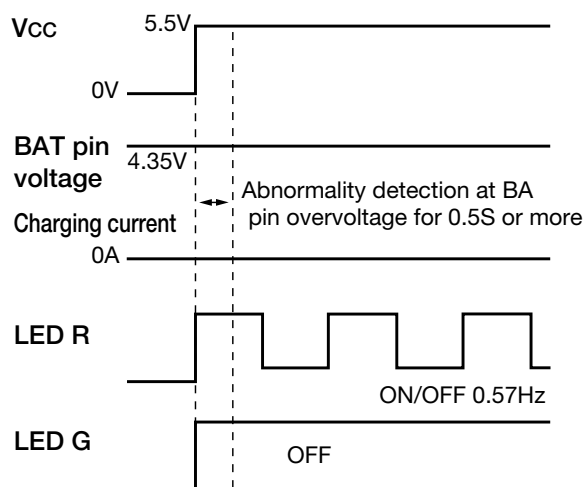 VCC
5.5V
0V
BAT pin
voltage
4.35V
Abnormality detection at BA
pin overvoltage for 0.5S or more
Charging current
0A
LED R
ON/OFF 0.57Hz
LED G
OFF